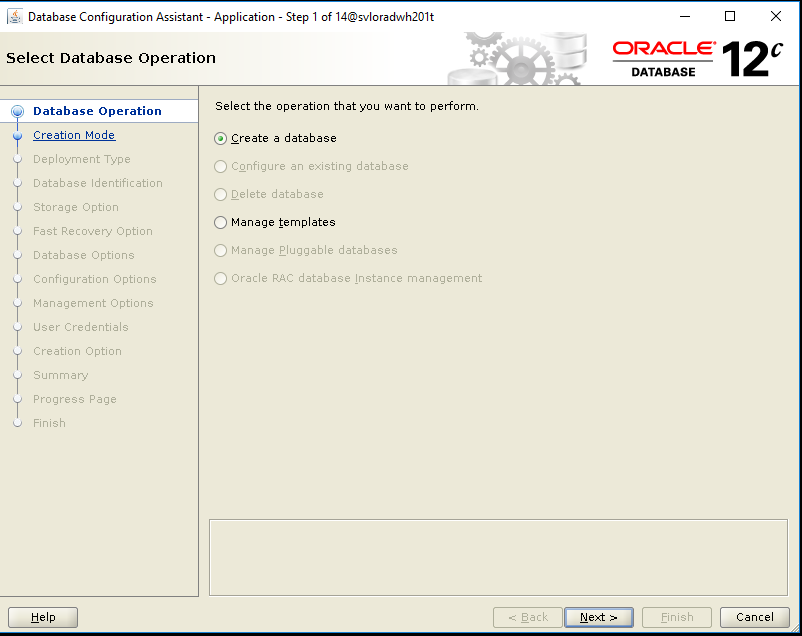 Database Configuration Assistant - Application - Step 1 of 14@svloradwh201t
Select Database Operation
ORACLE
DATABASE
12c
Database Operation
Creation Mode
Deployment Type
Database Identification
Storage Option
Fast Recovery Option
Database Options
Configuration Options
Management Options
User Credentials
Creation Option
Summary
Progress Page
Finish
Select the operation that you want to perform.
Create a database
Configure an existing database
Delete database
Manage templates
Manage Pluggable databases
Oracle RAC database Instance management
Help
< Back
Next >
Finish
Cancel